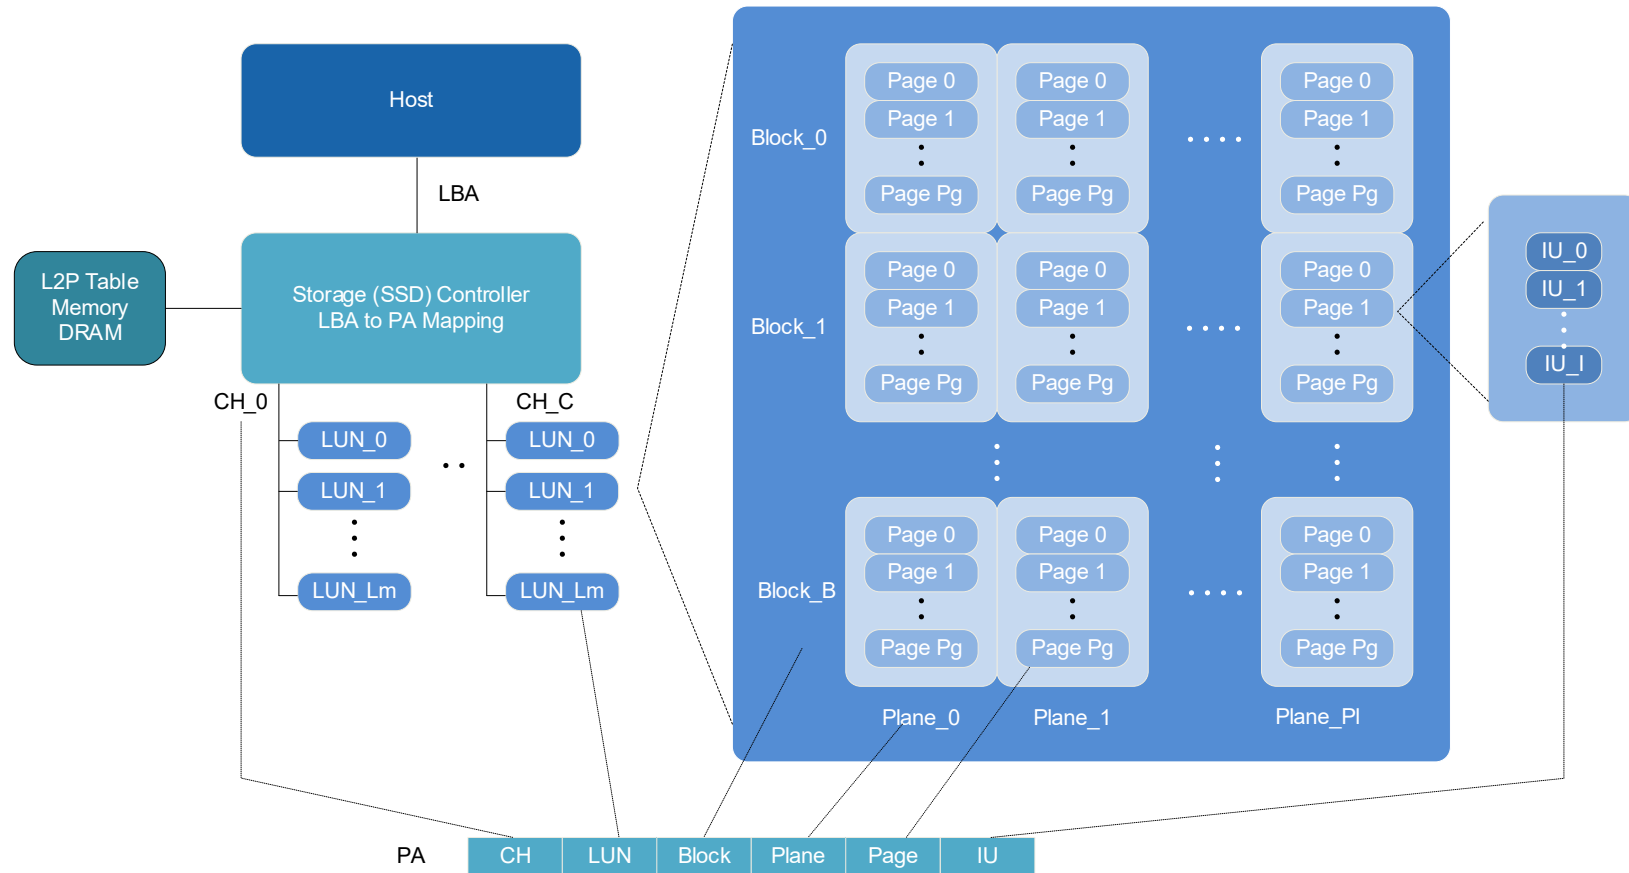 Host
LBA
L2P Table
Memory
DRAM
Storage (SSD) Controller
LBA to PA Mapping
CH_0
CH_C
LUN_0
LUN_1
LUN_Lm
LUN_0
LUN_1
LUN_Lm
Block_0
Page 0
Page 1
Page Pg
Page 0
Page 1
Page Pg
Page 0
Page 1
Page Pg
Block_1
Page 0
Page 1
Page Pg
Page 0
Page 1
Page Pg
Page 0
Page 1
Page Pg
Block_B
Page 0
Page 1
Page Pg
Page 0
Page 1
Page Pg
Page 0
Page 1
Page Pg
Plane_0
Plane_1
Plane_Pl
IU_0
IU_1
IU_I
PA
CH
LUN
Block
Plane
Page
IU